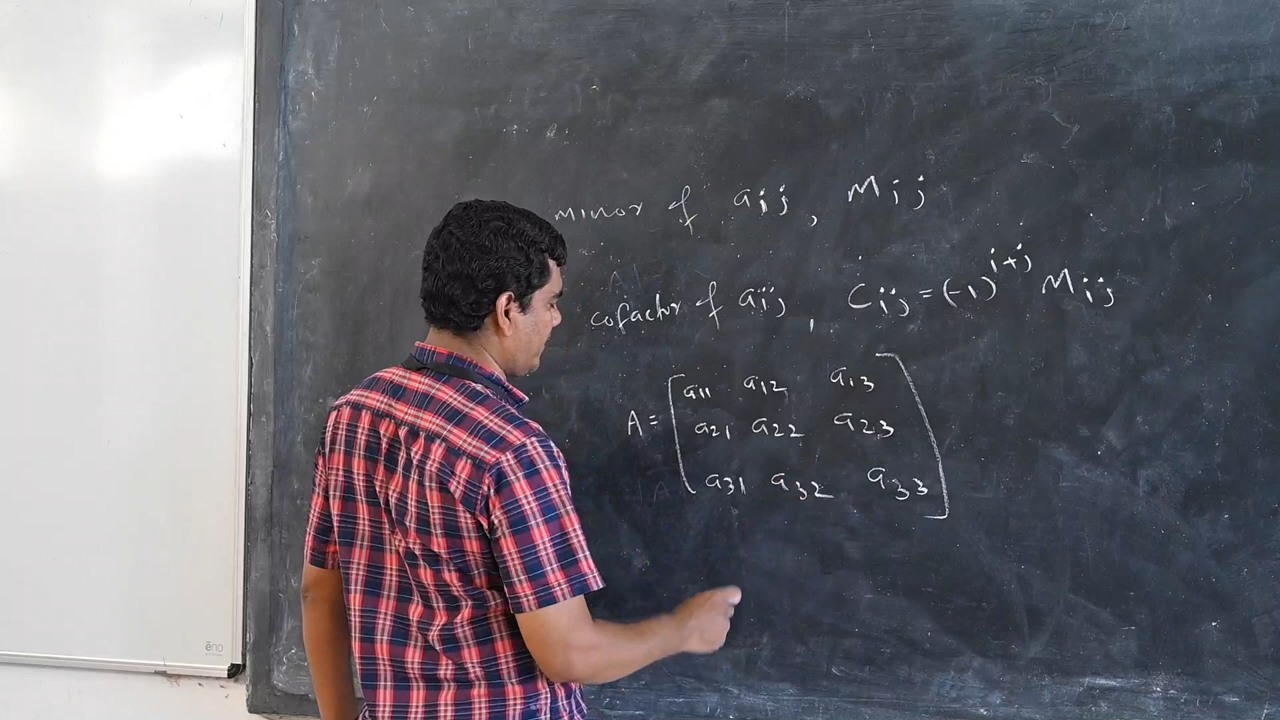 minor of aij, Mij
cofactor of aij, Cij = (-1)^i+j Mij
A = [a11 a12 a13
a21 a22 a23
a31 a32 a33]
ēno